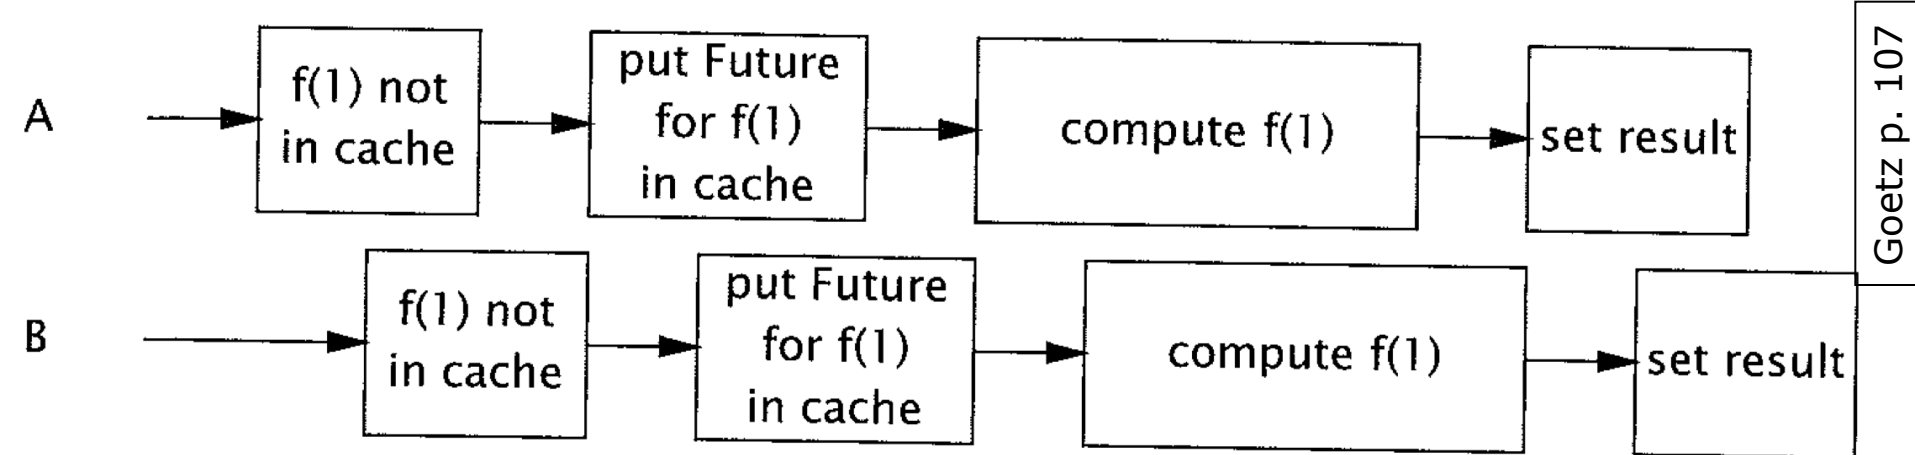 A
f(1) not
in cache
put Future
for f(1)
in cache
compute f(1)
set result
B
f(1) not
in cache
put Future
for f(1)
in cache
compute f(1)
set result
Goetz p. 107